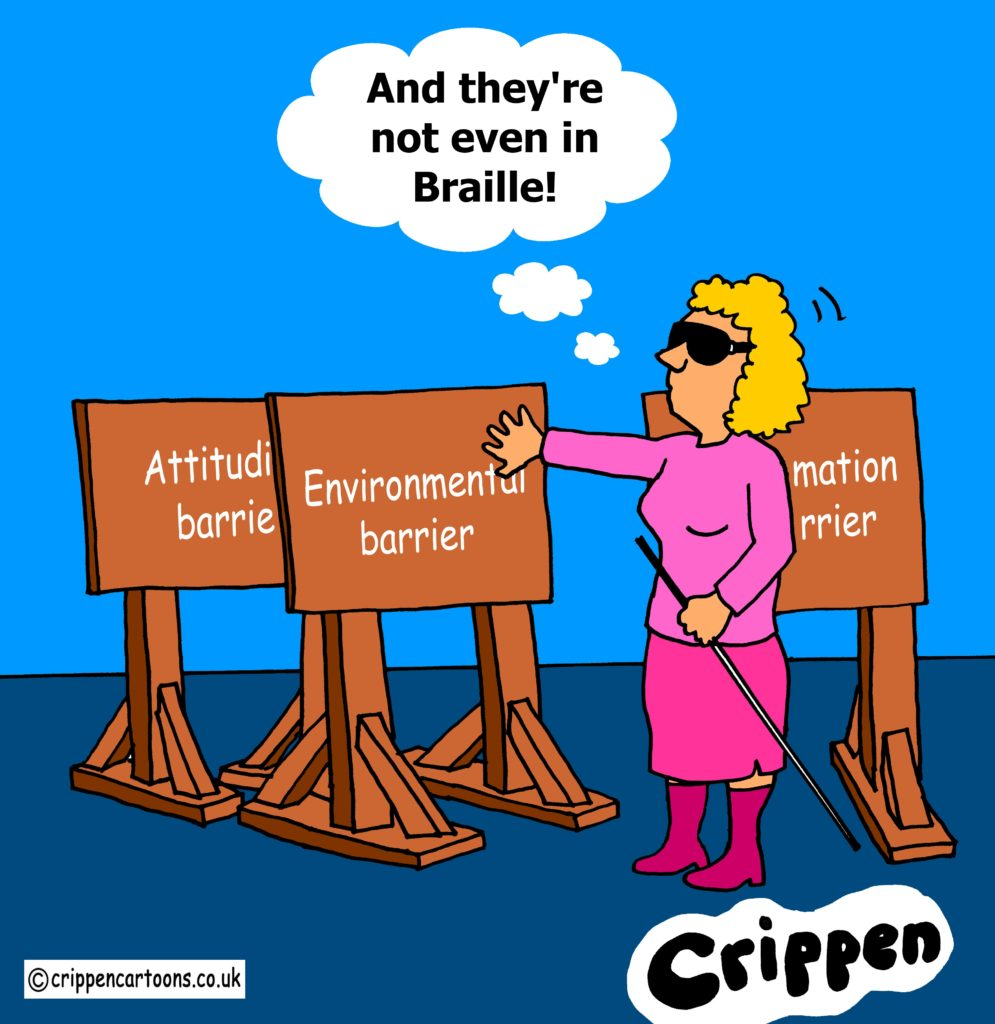 And they're
not even in
Braille!
Attitudi
barrie
Environmental
barrier
mation
rrier
Crippen
©crippencartoons.co.uk